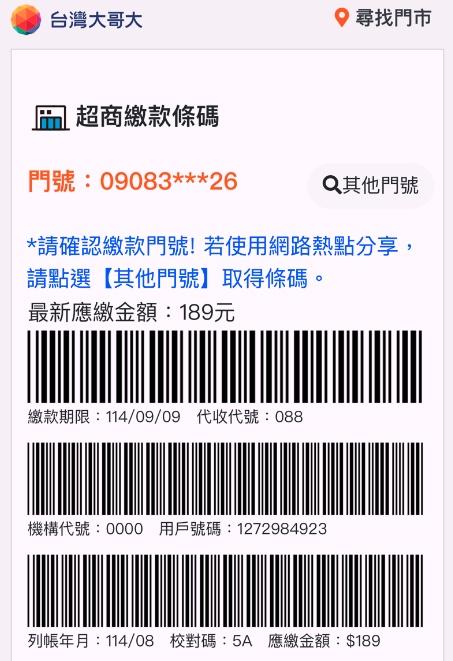 台灣大哥大
尋找門市
超商繳款條碼
門號：09083***26
其他門號
*請確認繳款門號! 若使用網路熱點分享，
請點選【其他門號】取得條碼。
最新應繳金額：189元
繳款期限：114/09/09 代收代號：088
機構代號：0000 用戶號碼：1272984923
列帳年月：114/08 校對碼：5A 應繳金額：$189